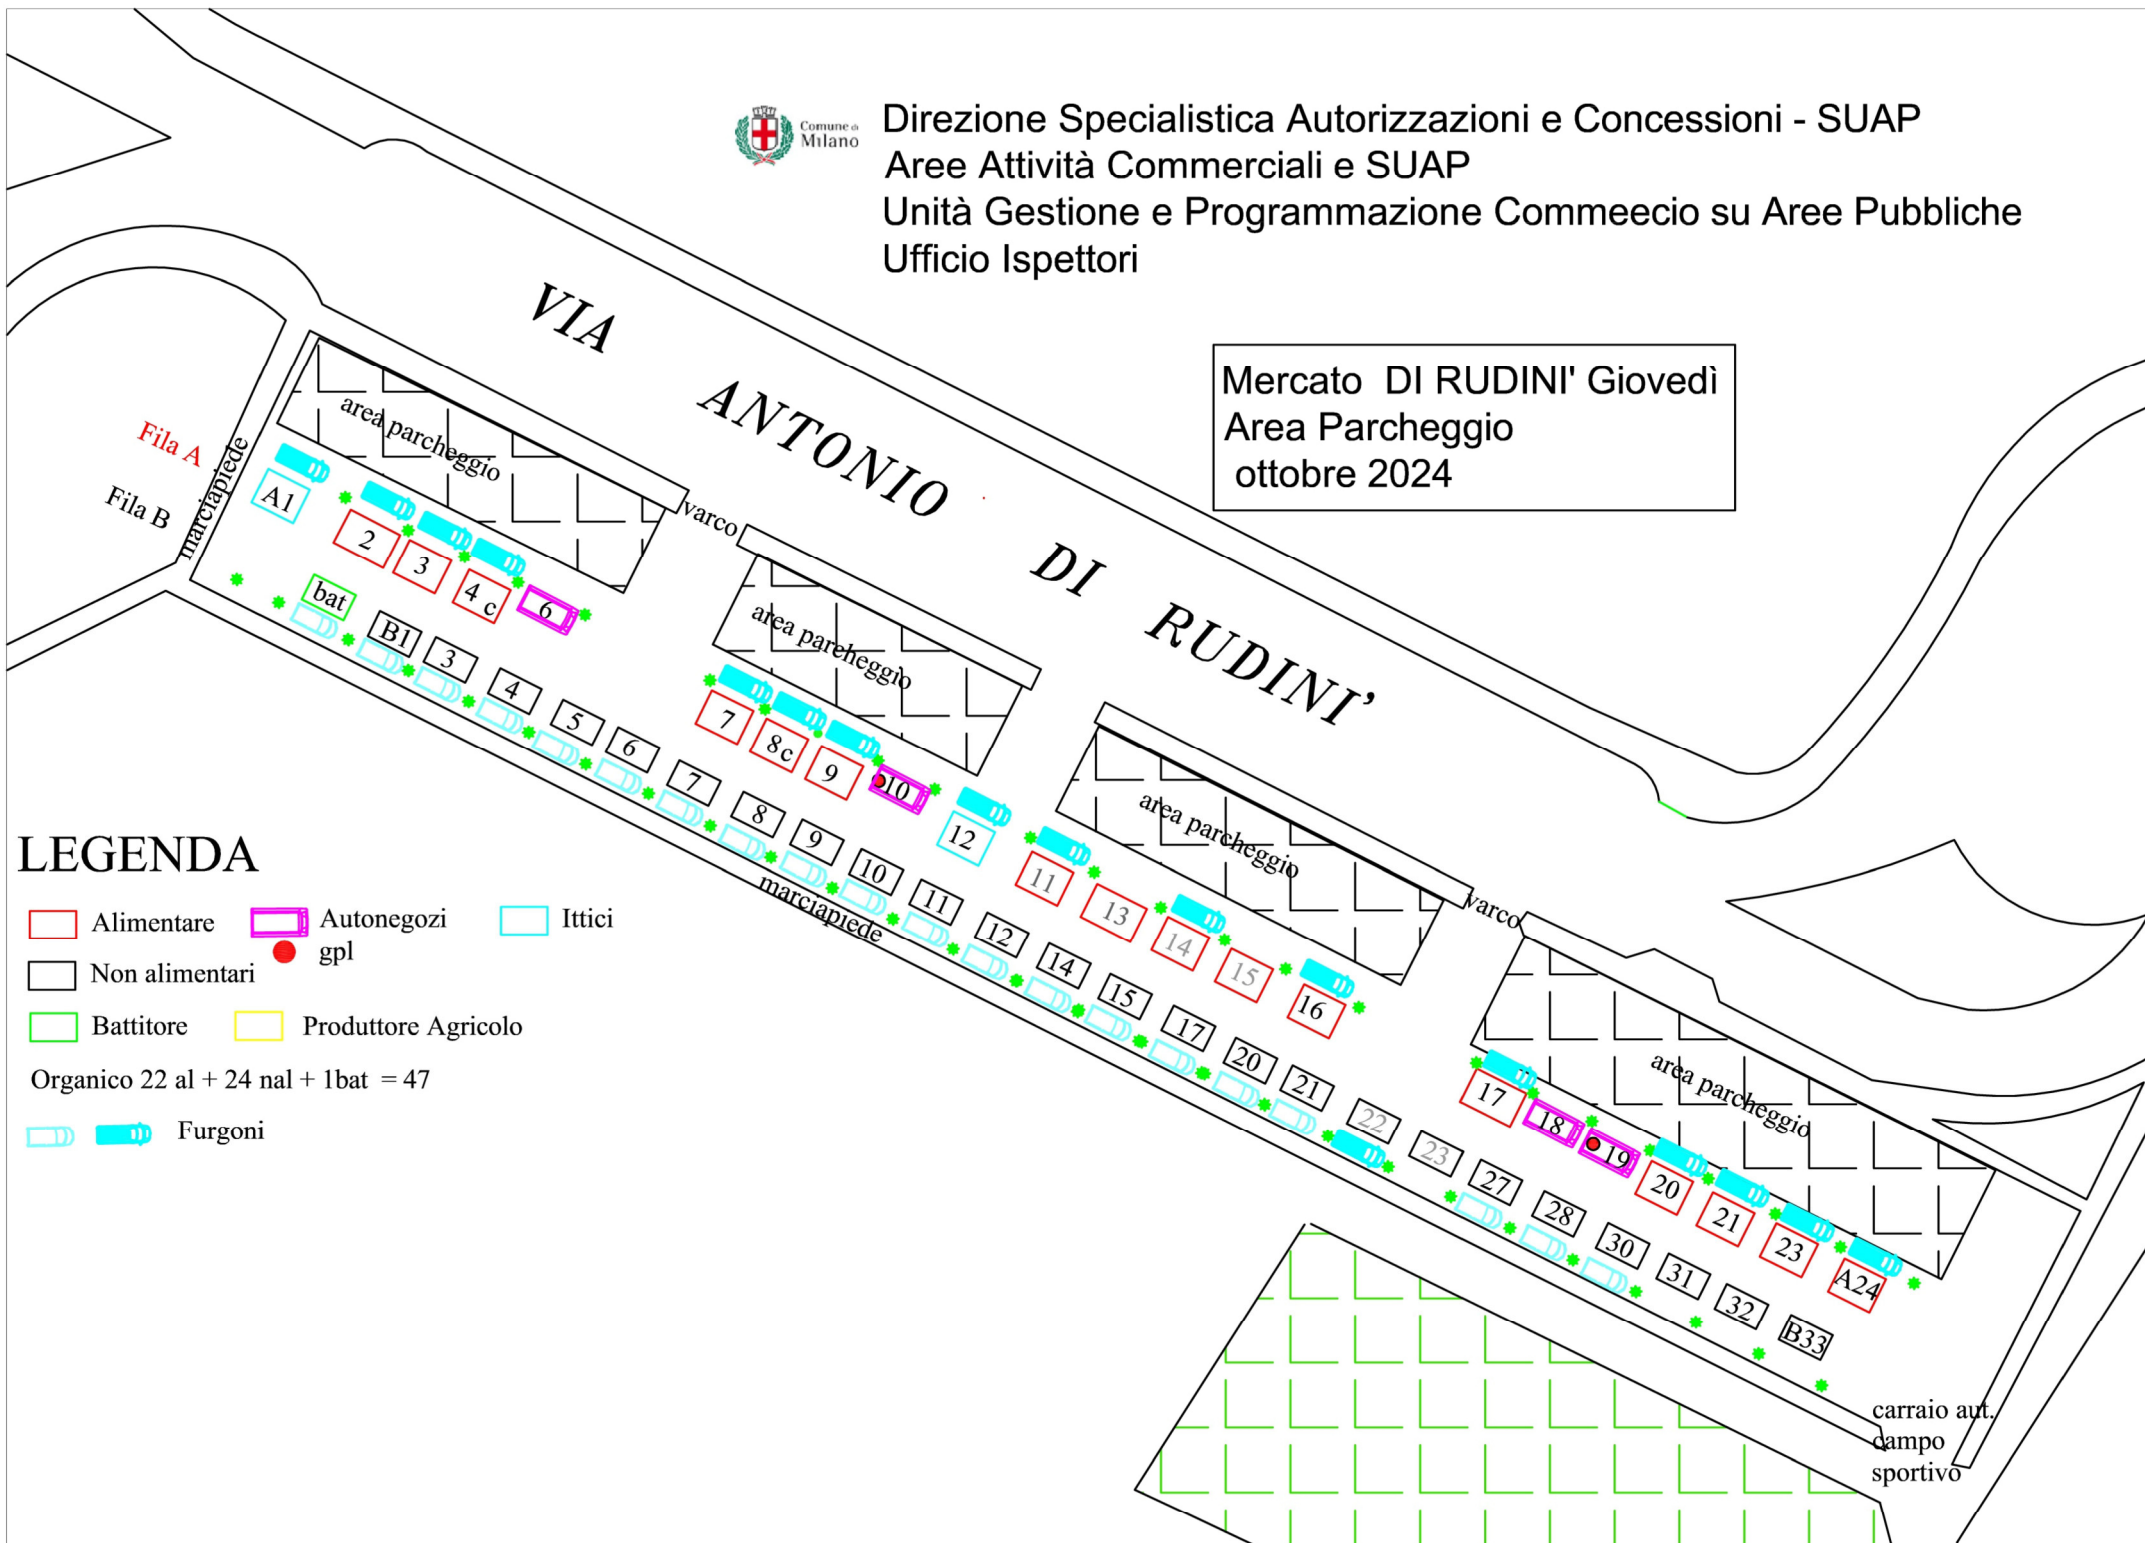 Comune di
Milano
Direzione Specialistica Autorizzazioni e Concessioni - SUAP
Aree Attività Commerciali e SUAP
Unità Gestione e Programmazione Commeecio su Aree Pubbliche
Ufficio Ispettori
Mercato DI RUDINI' Giovedì
Area Parcheggio
ottobre 2024
VIA ANTONIO DI RUDINI'
Fila A
Fila B
marciapiede
area parcheggio
varco
area parcheggio
area parcheggio
varco
area parcheggio
A1
2
3
4 c
6
7
8c
9
10
12
11
13
14
15
16
17
18
19
20
21
23
A24
bat
B1
3
4
5
6
7
8
9
10
11
12
14
15
17
20
21
22
23
27
28
30
31
32
B33
marciapiede
carraio aut.
campo
sportivo
LEGENDA
Alimentare
Autonegozi
Ittici
gpl
Non alimentari
Battitore
Produttore Agricolo
Organico 22 al + 24 nal + 1bat = 47
Furgoni